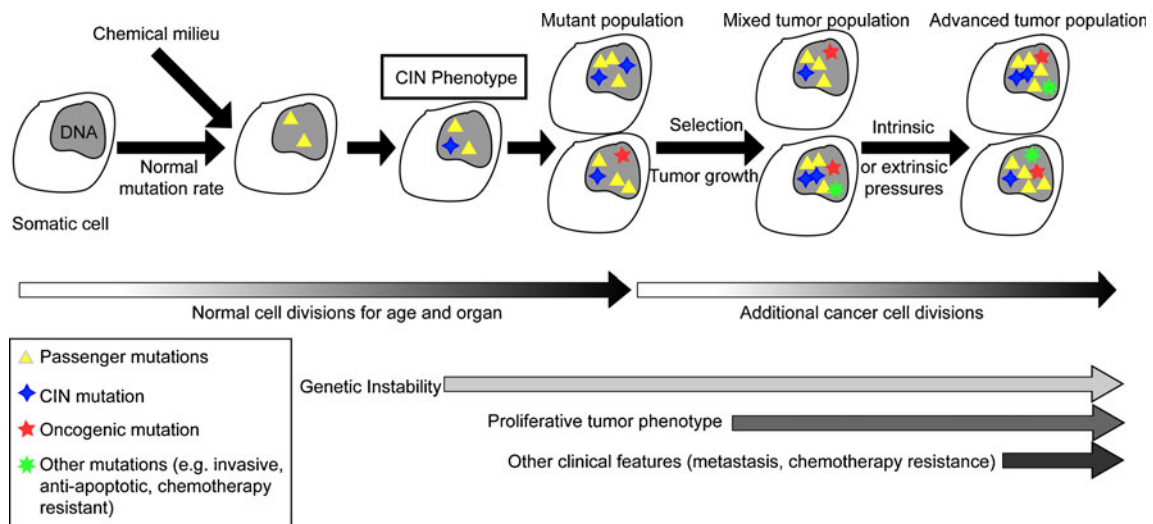 Chemical milieu
Mutant population
Mixed tumor population
Advanced tumor population
CIN Phenotype
DNA
Normal
mutation rate
Selection
Tumor growth
Intrinsic
or extrinsic
pressures
Somatic cell
Normal cell divisions for age and organ
Additional cancer cell divisions
Passenger mutations
CIN mutation
Oncogenic mutation
Other mutations (e.g. invasive,
anti-apoptotic, chemotherapy
resistant)
Genetic Instability
Proliferative tumor phenotype
Other clinical features (metastasis, chemotherapy resistance)